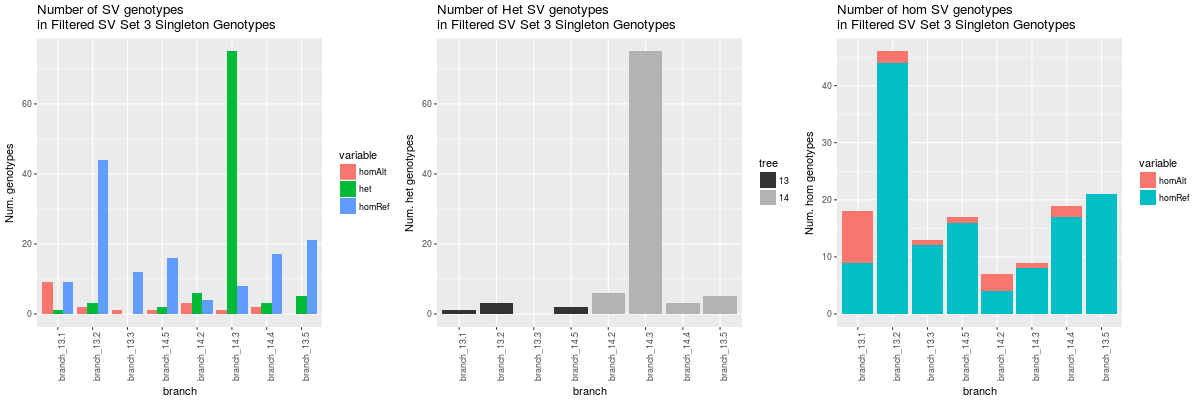 Number of SV genotypes
in Filtered SV Set 3 Singleton Genotypes
Num. genotypes
60
40
20
0
branch_13.1
branch_13.2
branch_13.3
branch_14.5
branch_14.2
branch_14.3
branch_14.4
branch_13.5
branch
variable
homAlt
het
homRef
Number of Het SV genotypes
in Filtered SV Set 3 Singleton Genotypes
Num. het genotypes
60
40
20
0
branch_13.1
branch_13.2
branch_13.3
branch_14.5
branch_14.2
branch_14.3
branch_14.4
branch_13.5
branch
tree
13
14
Number of hom SV genotypes
in Filtered SV Set 3 Singleton Genotypes
Num. hom genotypes
40
30
20
10
0
branch_13.1
branch_13.2
branch_13.3
branch_14.5
branch_14.2
branch_14.3
branch_14.4
branch_13.5
branch
variable
homAlt
homRef